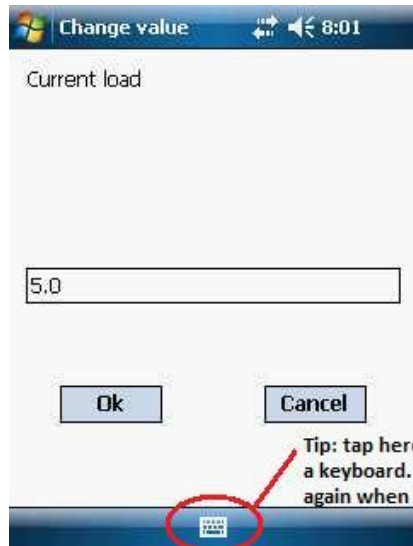 Change value 8:01
Current load
5.0
Ok Cancel
Tip: tap here
a keyboard.
again when